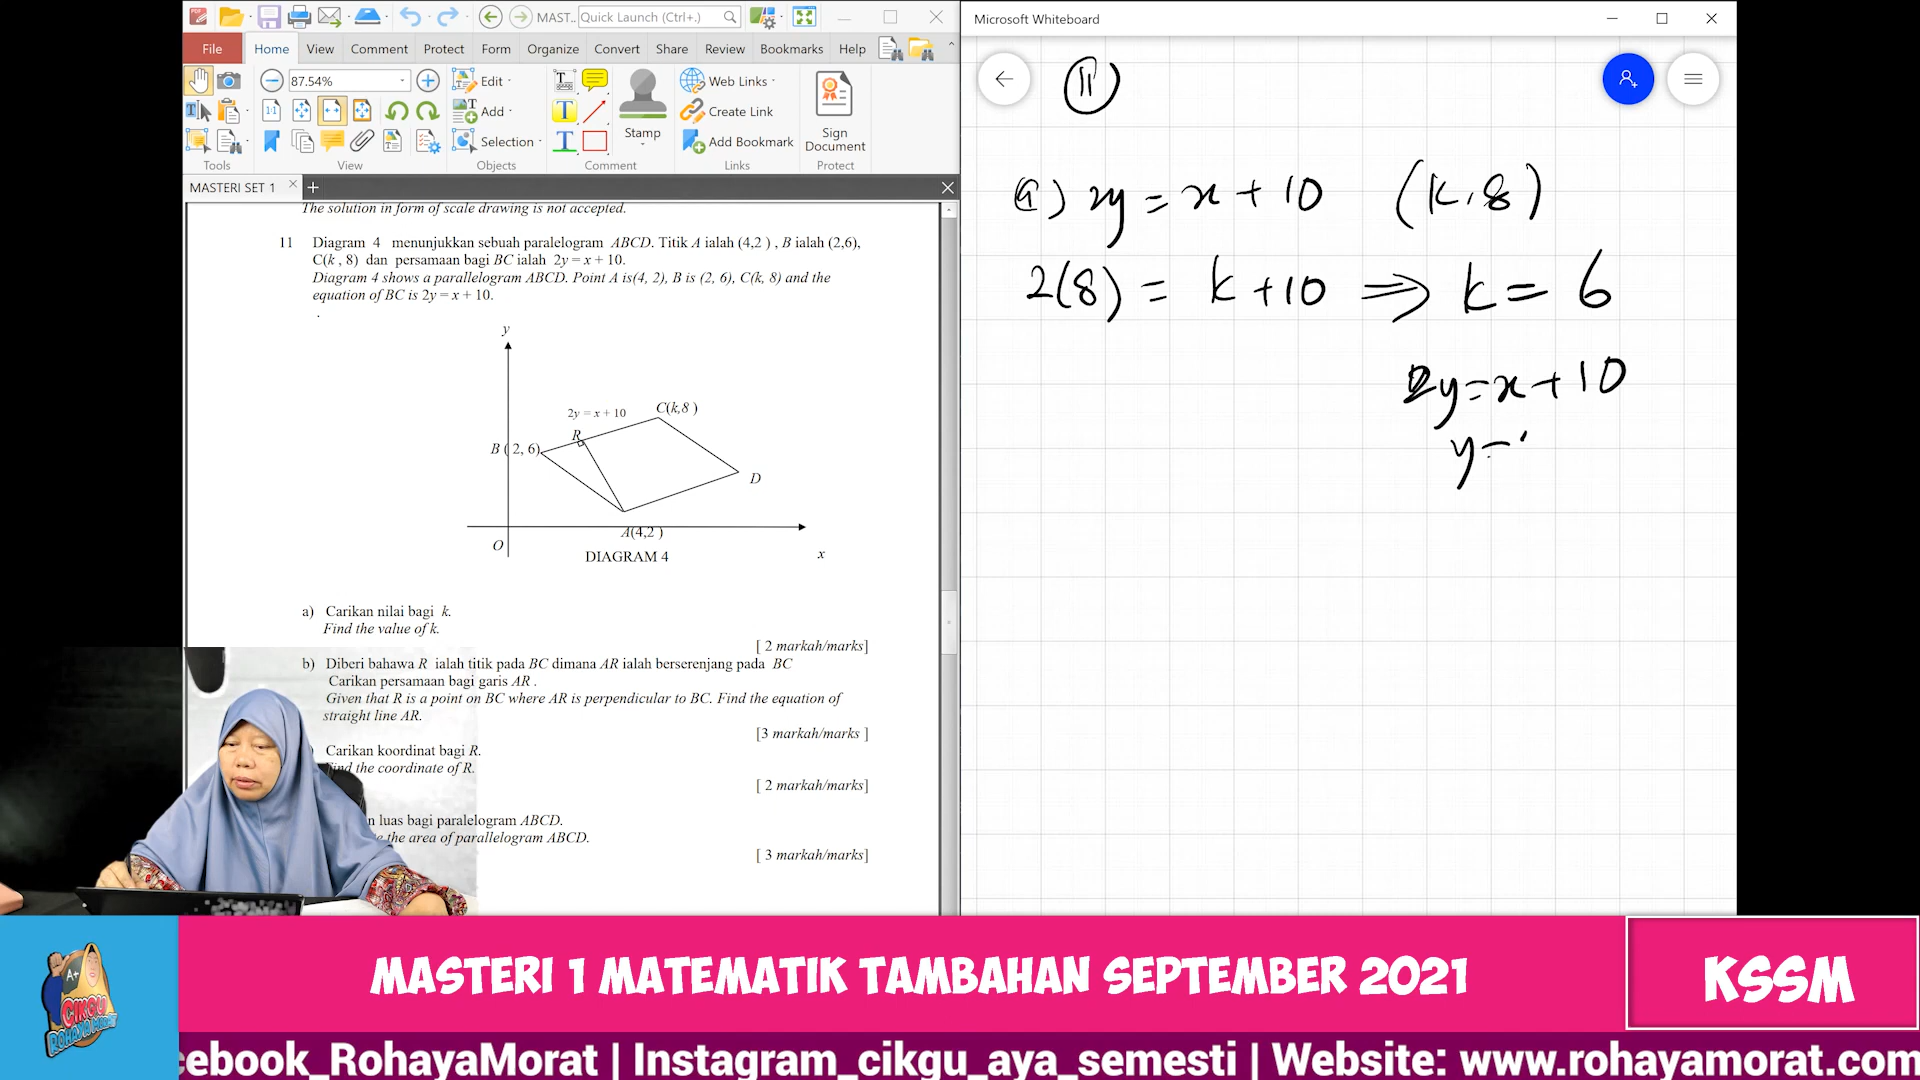 MAST...
Quick Launch (Ctrl+.)
File Home View Comment Protect Form Organize Convert Share Review Bookmarks Help
87.54%
Edit
Add
Selection
Stamp
Web Links
Create Link
Add Bookmark
Sign
Document
Tools View Objects Comment Links Protect
MASTERI SET 1
The solution in form of scale drawing is not accepted.
11 Diagram 4 menunjukkan sebuah paralelogram ABCD. Titik A ialah (4,2 ) , B ialah (2,6),
C(k , 8) dan persamaan bagi BC ialah 2y = x + 10.
Diagram 4 shows a parallelogram ABCD. Point A is(4, 2), B is (2, 6), C(k, 8) and the
equation of BC is 2y = x + 10.
.
y
2y = x + 10
C(k,8 )
R
B ( 2, 6)
D
A(4,2 )
O
x
DIAGRAM 4
a) Carikan nilai bagi k.
Find the value of k.
[ 2 markah/marks]
b) Diberi bahawa R ialah titik pada BC dimana AR ialah berserenjang pada BC
Carikan persamaan bagi garis AR .
Given that R is a point on BC where AR is perpendicular to BC. Find the equation of
straight line AR.
[3 markah/marks ]
Carikan koordinat bagi R.
Find the coordinate of R.
[ 2 markah/marks]
luas bagi paralelogram ABCD.
the area of parallelogram ABCD.
[ 3 markah/marks]
Microsoft Whiteboard
11
a) 2y = x + 10 (k, 8)
2(8) = k + 10 ⇒ k = 6
2y = x + 10
y =
A+
CIKGU
ROHAYA MORAT
MASTERI 1 MATEMATIK TAMBAHAN SEPTEMBER 2021
KSSM
cebook_RohayaMorat | Instagram_cikgu_aya_semesti | Website: www.rohayamorat.com